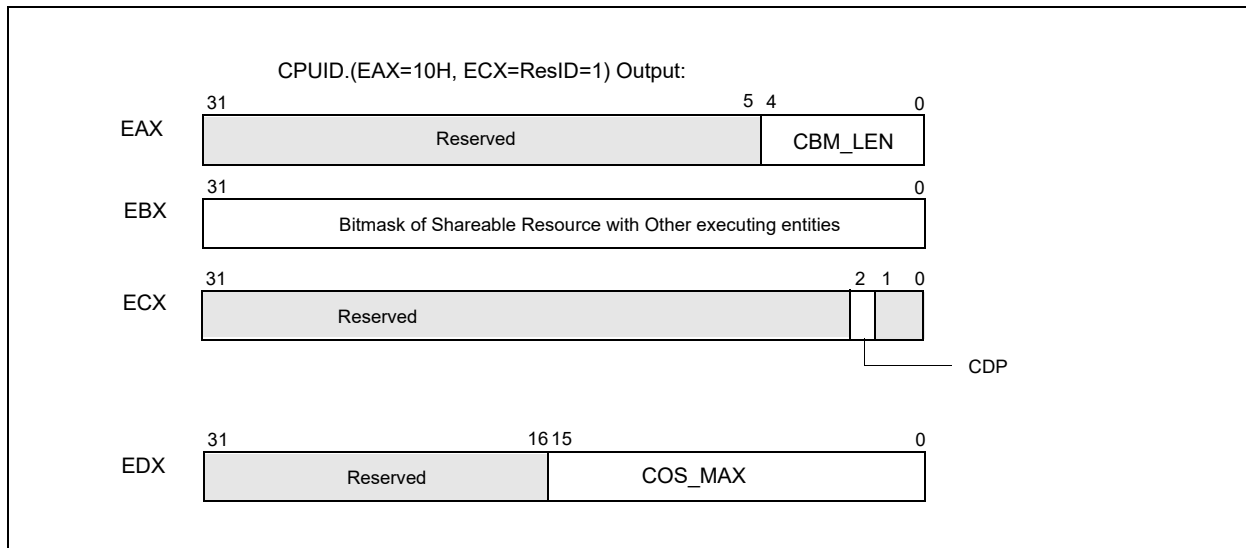 CPUID.(EAX=10H, ECX=ResID=1) Output:
31 5 4 0
EAX Reserved CBM_LEN
31 0
EBX Bitmask of Shareable Resource with Other executing entities
31 2 1 0
ECX Reserved
CDP
31 16 15 0
EDX Reserved COS_MAX